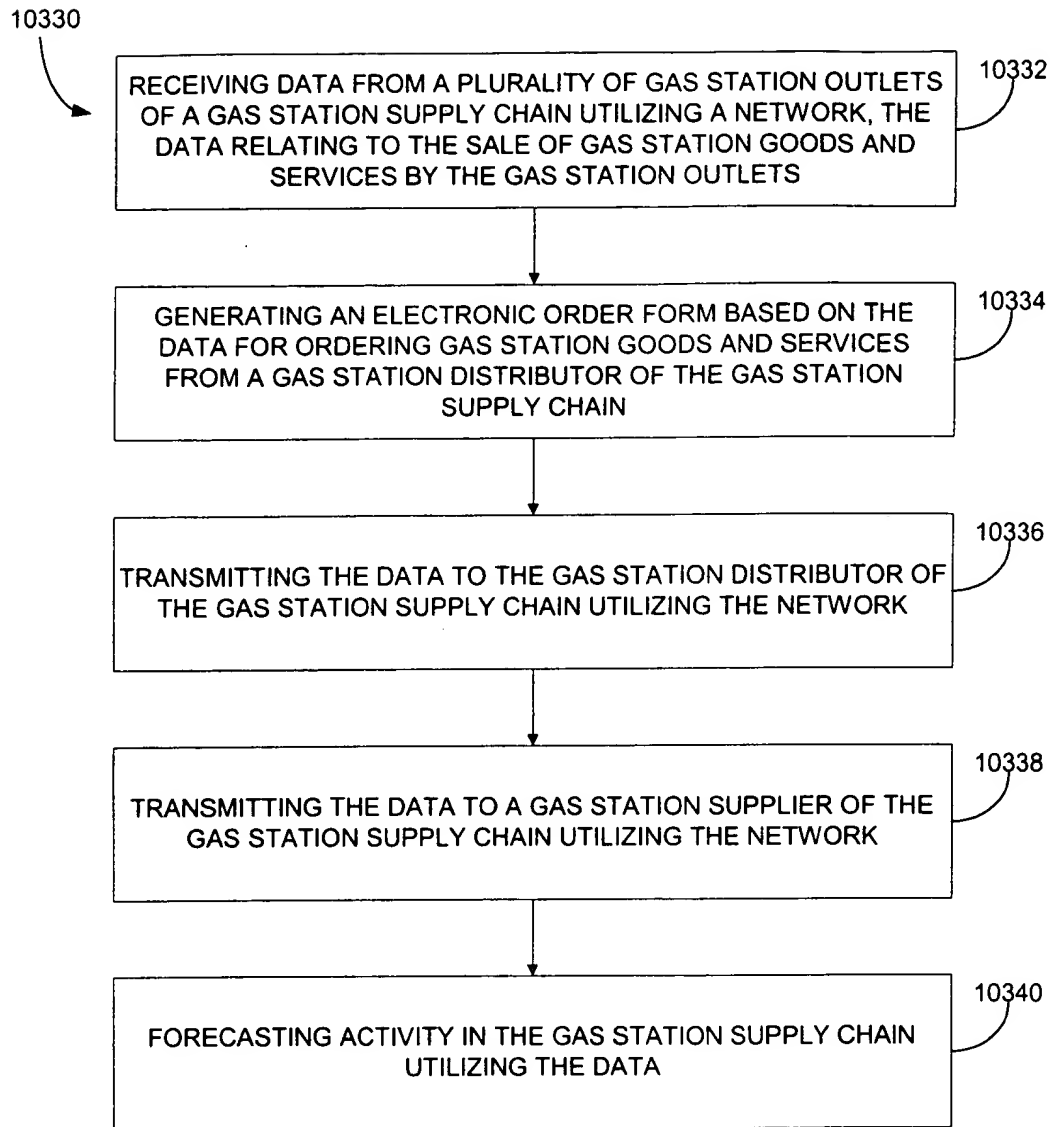 10330
RECEIVING DATA FROM A PLURALITY OF GAS STATION OUTLETS
OF A GAS STATION SUPPLY CHAIN UTILIZING A NETWORK, THE
DATA RELATING TO THE SALE OF GAS STATION GOODS AND
SERVICES BY THE GAS STATION OUTLETS
10332
GENERATING AN ELECTRONIC ORDER FORM BASED ON THE
DATA FOR ORDERING GAS STATION GOODS AND SERVICES
FROM A GAS STATION DISTRIBUTOR OF THE GAS STATION
SUPPLY CHAIN
10334
TRANSMITTING THE DATA TO THE GAS STATION DISTRIBUTOR OF
THE GAS STATION SUPPLY CHAIN UTILIZING THE NETWORK
10336
TRANSMITTING THE DATA TO A GAS STATION SUPPLIER OF THE
GAS STATION SUPPLY CHAIN UTILIZING THE NETWORK
10338
FORECASTING ACTIVITY IN THE GAS STATION SUPPLY CHAIN
UTILIZING THE DATA
10340